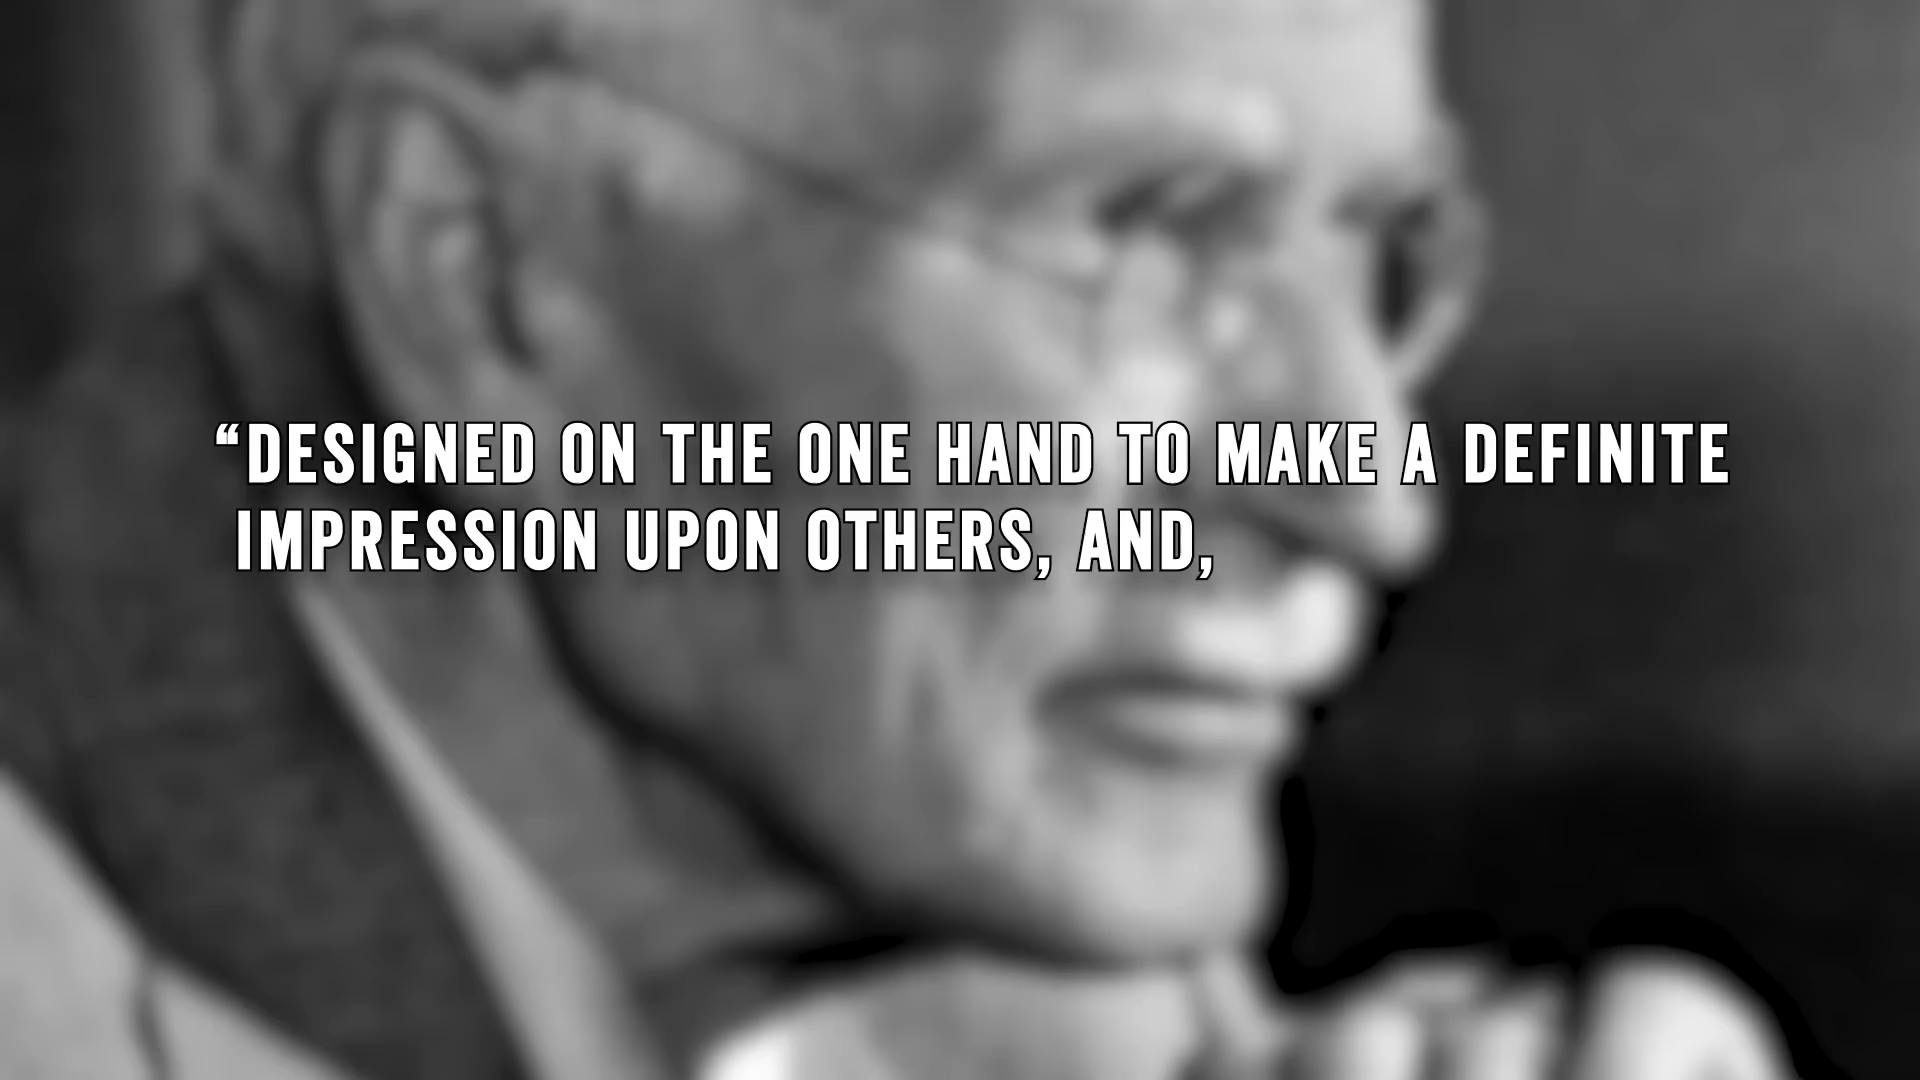 “DESIGNED ON THE ONE HAND TO MAKE A DEFINITE
IMPRESSION UPON OTHERS, AND,